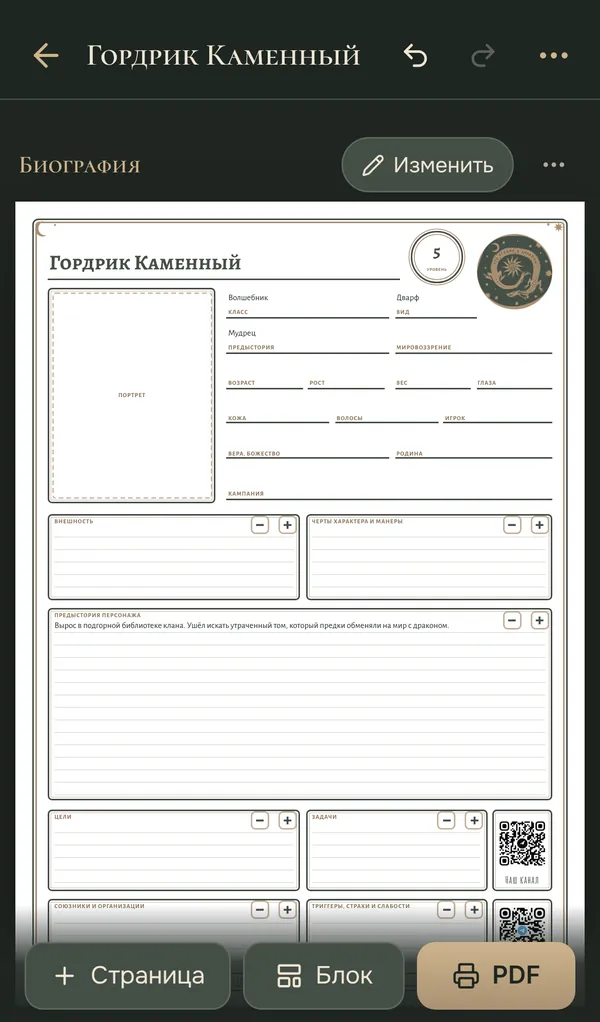 Гордрик Каменный
Биография
Изменить
Гордрик Каменный
5
УРОВЕНЬ
Волшебник
Дварф
КЛАСС
ВИД
Мудрец
ПРЕДЫСТОРИЯ
МИРОВОЗЗРЕНИЕ
ПОРТРЕТ
ВОЗРАСТ
РОСТ
ВЕС
ГЛАЗА
КОЖА
ВОЛОСЫ
ИГРОК
ВЕРА, БОЖЕСТВО
РОДИНА
КАМПАНИЯ
ВНЕШНОСТЬ
ЧЕРТЫ ХАРАКТЕРА И МАНЕРЫ
ПРЕДЫСТОРИЯ ПЕРСОНАЖА
Вырос в подгорной библиотеке клана. Ушёл искать утраченный том, который предки обменяли на мир с драконом.
ЦЕЛИ
ЗАДАЧИ
НАШ КАНАЛ
СОЮЗНИКИ И ОРГАНИЗАЦИИ
ТРИГГЕРЫ, СТРАХИ И СЛАБОСТИ
Страница
Блок
PDF